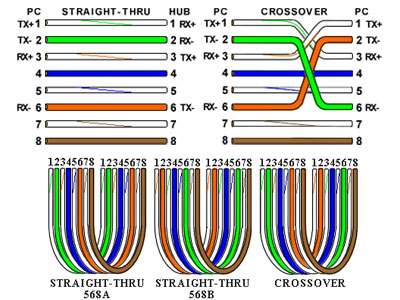 PC STRAIGHT-THRU HUB
TX+ 1 1 RX+
TX- 2 2 RX-
RX+ 3 3 TX+
4 4
5 5
RX- 6 6 TX-
7 7
8 8
PC CROSSOVER PC
TX+ 1 1 TX+
TX- 2 2 TX-
RX+ 3 3 RX+
4 4
5 5
RX- 6 6 RX-
7 7
8 8
12345678 12345678
STRAIGHT-THRU
568A
12345678 12345678
STRAIGHT-THRU
568B
12345678 12345678
CROSSOVER